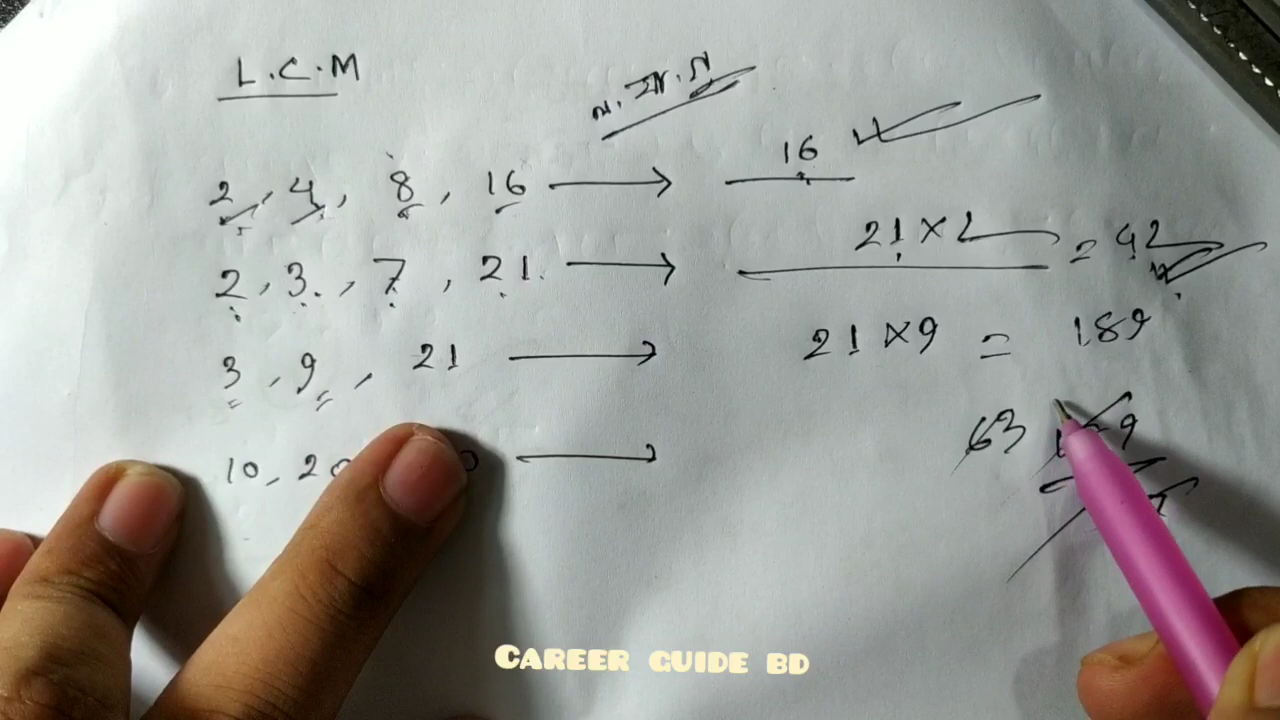 L.C.M
ল.সা.গু
2, 4, 8, 16 → 16
2, 3, 7, 21 → 21 × 2 = 42
3, 9, 21 → 21 × 9 = 189
63
10, 20
CAREER GUIDE BD